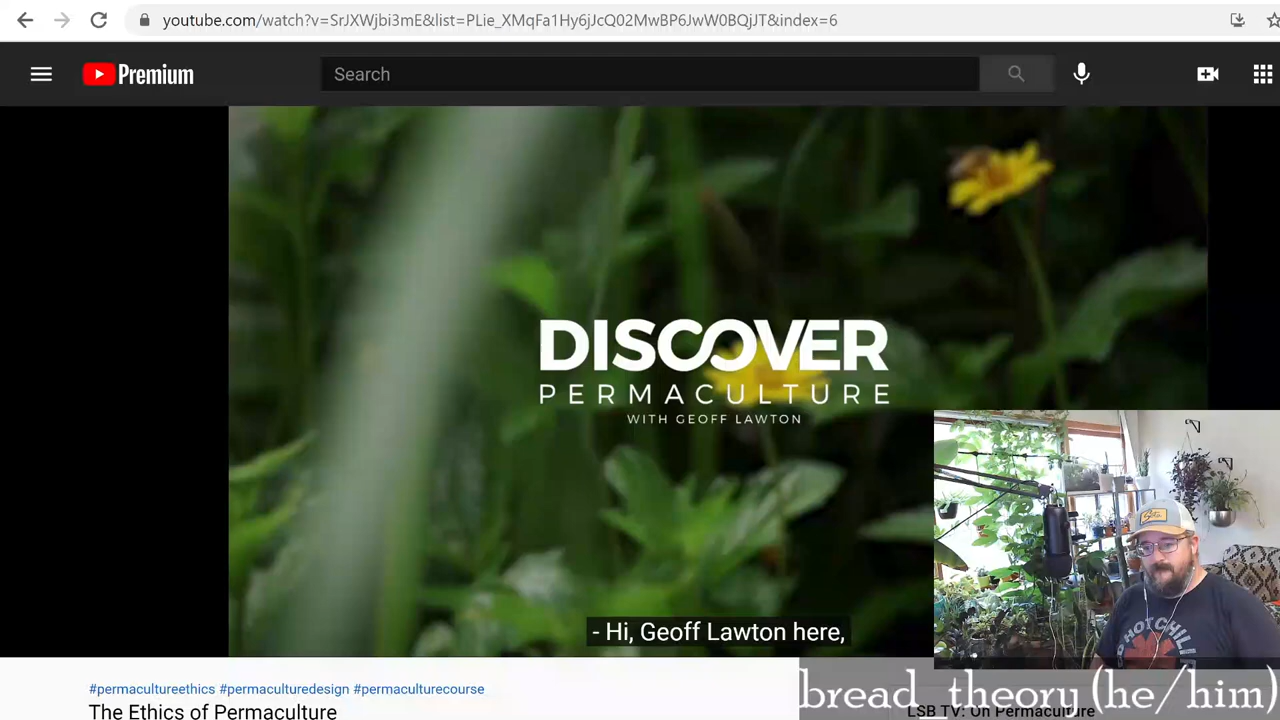 youtube.com/watch?v=SrJXWjbi3mE&list=PLie_XMqFa1Hy6jJcQ02MwBP6JwW0BQjJT&index=6
Premium
Search
DISCOVER
PERMACULTURE
WITH GEOFF LAWTON
- Hi, Geoff Lawton here,
#permacultureethics #permaculturedesign #permaculturecourse
The Ethics of Permaculture
bread_theory (he/him)
LSB TV: On Permaculture